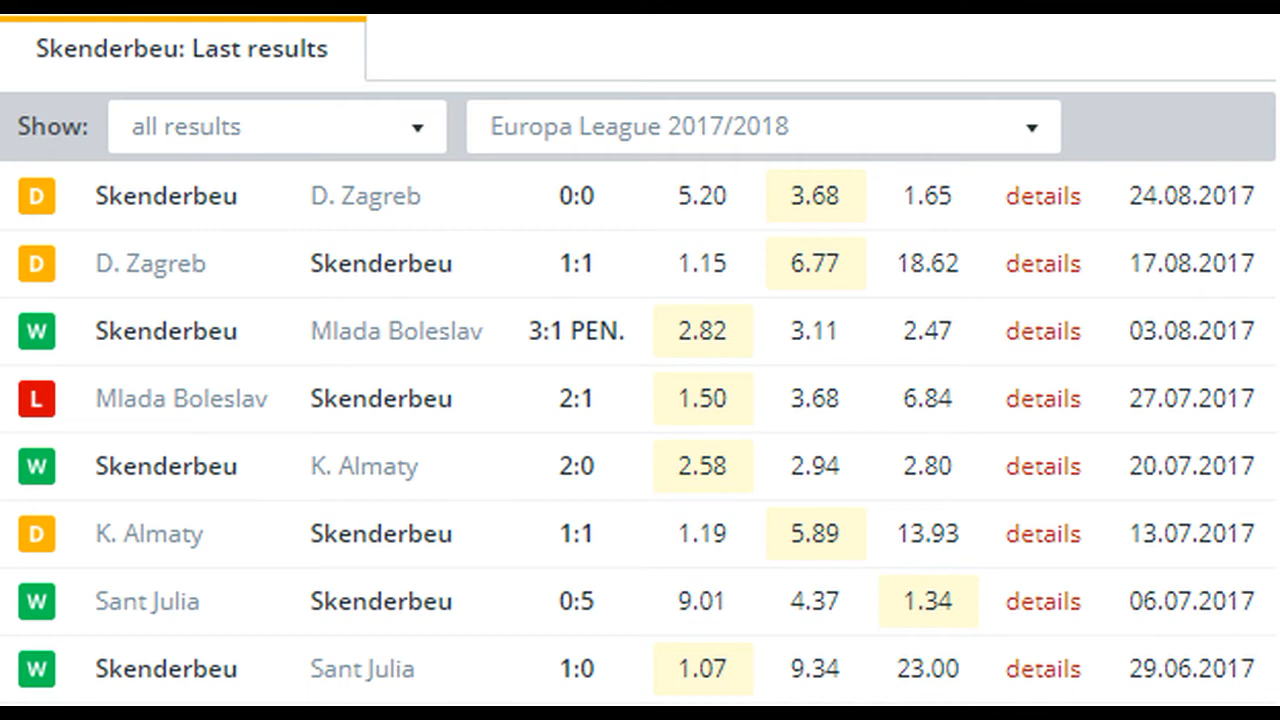 Skenderbeu: Last results
Show: all results Europa League 2017/2018
D Skenderbeu D. Zagreb 0:0 5.20 3.68 1.65 details 24.08.2017
D D. Zagreb Skenderbeu 1:1 1.15 6.77 18.62 details 17.08.2017
W Skenderbeu Mlada Boleslav 3:1 PEN. 2.82 3.11 2.47 details 03.08.2017
L Mlada Boleslav Skenderbeu 2:1 1.50 3.68 6.84 details 27.07.2017
W Skenderbeu K. Almaty 2:0 2.58 2.94 2.80 details 20.07.2017
D K. Almaty Skenderbeu 1:1 1.19 5.89 13.93 details 13.07.2017
W Sant Julia Skenderbeu 0:5 9.01 4.37 1.34 details 06.07.2017
W Skenderbeu Sant Julia 1:0 1.07 9.34 23.00 details 29.06.2017